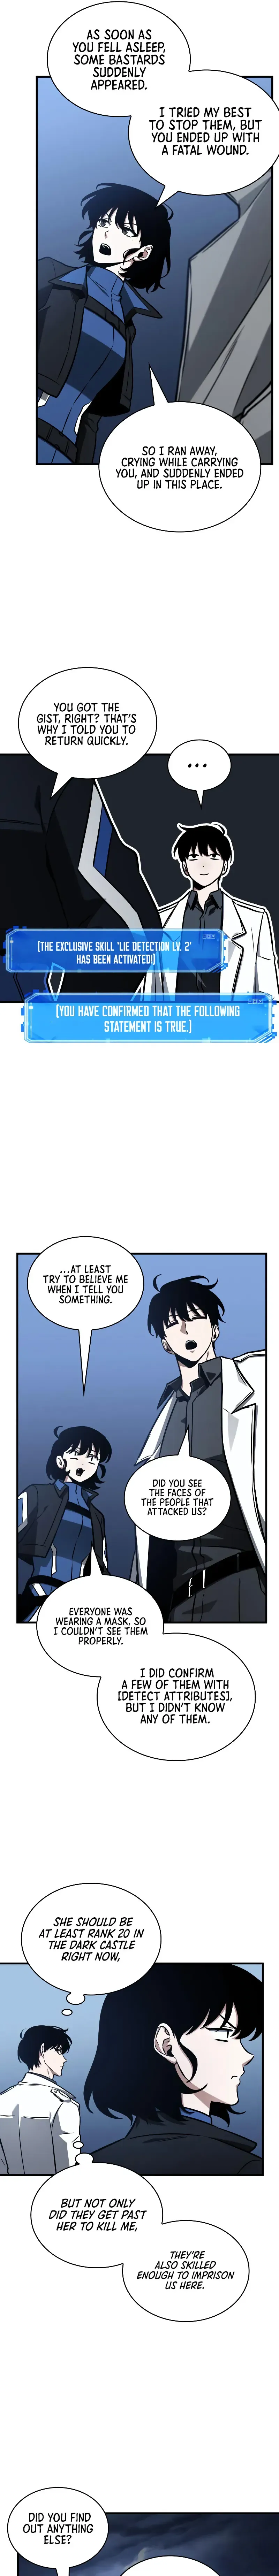 AS SOON AS
YOU FELL ASLEEP,
SOME BASTARDS
SUDDENLY
APPEARED.
I TRIED MY BEST
TO STOP THEM, BUT
YOU ENDED UP WITH
A FATAL WOUND.
SO I RAN AWAY,
CRYING WHILE CARRYING
YOU, AND SUDDENLY ENDED
UP IN THIS PLACE.
YOU GOT THE
GIST, RIGHT? THAT'S
WHY I TOLD YOU TO
RETURN QUICKLY.
...
[THE EXCLUSIVE SKILL 'LIE DETECTION LV. 2'
HAS BEEN ACTIVATED!]
[YOU HAVE CONFIRMED THAT THE FOLLOWING
STATEMENT IS TRUE.]
...AT LEAST
TRY TO BELIEVE ME
WHEN I TELL YOU
SOMETHING.
DID YOU SEE
THE FACES OF
THE PEOPLE THAT
ATTACKED US?
EVERYONE WAS
WEARING A MASK, SO
I COULDN'T SEE THEM
PROPERLY.
I DID CONFIRM
A FEW OF THEM WITH
[DETECT ATTRIBUTES],
BUT I DIDN'T KNOW
ANY OF THEM.
SHE SHOULD BE
AT LEAST RANK 20 IN
THE DARK CASTLE
RIGHT NOW,
BUT NOT ONLY
DID THEY GET PAST
HER TO KILL ME,
THEY'RE
ALSO SKILLED
ENOUGH TO IMPRISON
US HERE.
DID YOU FIND
OUT ANYTHING
ELSE?